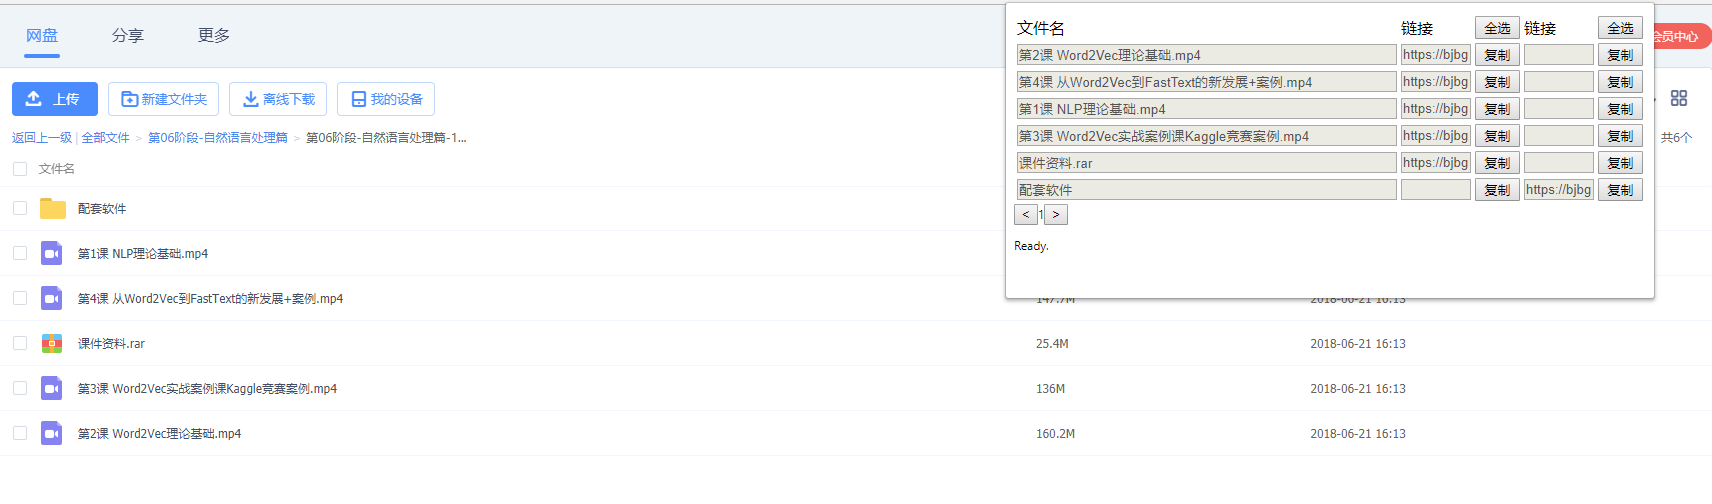 网盘 分享 更多
会员中心
上传 新建文件夹 离线下载 我的设备
返回上一级 | 全部文件 > 第06阶段-自然语言处理篇 > 第06阶段-自然语言处理篇-1...
共6个
文件名
配套软件
第1课 NLP理论基础.mp4
第4课 从Word2Vec到FastText的新发展+案例.mp4 147.7M 2018-06-21 16:13
课件资料.rar 25.4M 2018-06-21 16:13
第3课 Word2Vec实战案例课Kaggle竞赛案例.mp4 136M 2018-06-21 16:13
第2课 Word2Vec理论基础.mp4 160.2M 2018-06-21 16:13
文件名 链接 全选 链接 全选
第2课 Word2Vec理论基础.mp4 https://bjbg 复制 复制
第4课 从Word2Vec到FastText的新发展+案例.mp4 https://bjbg 复制 复制
第1课 NLP理论基础.mp4 https://bjbg 复制 复制
第3课 Word2Vec实战案例课Kaggle竞赛案例.mp4 https://bjbg 复制 复制
课件资料.rar https://bjbg 复制 复制
配套软件 复制 https://bjbg 复制
< 1 >
Ready.